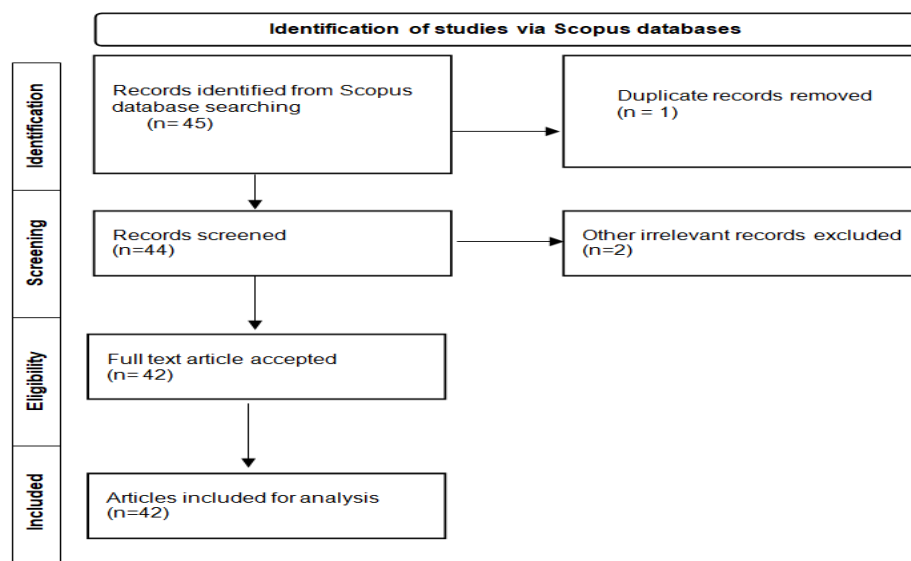 Identification of studies via Scopus databases
Identification
Records identified from Scopus
database searching
(n= 45)
Duplicate records removed
(n = 1)
Screening
Records screened
(n=44)
Other irrelevant records excluded
(n=2)
Eligibility
Full text article accepted
(n= 42)
Included
Articles included for analysis
(n=42)